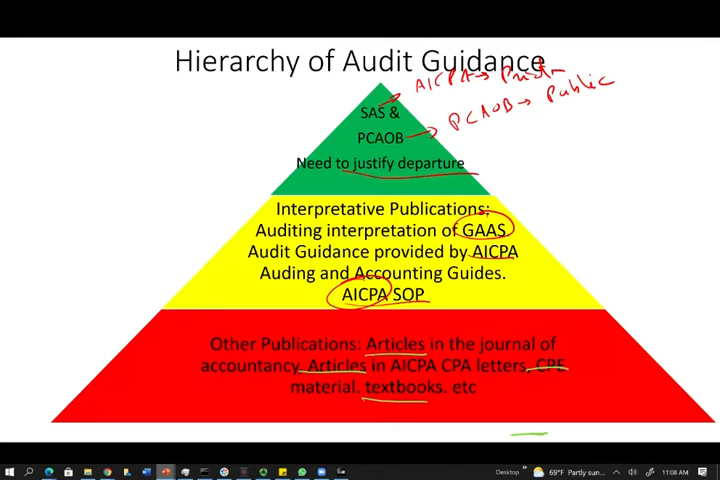 Hierarchy of Audit Guidance
AICPA → Private
PCAOB → Public
SAS &
PCAOB
Need to justify departure
Interpretative Publications:
Auditing interpretation of GAAS
Audit Guidance provided by AICPA
Auding and Accounting Guides.
AICPA SOP
Other Publications: Articles in the journal of
accountancy, Articles in AICPA CPA letters, CPE
material. textbooks. etc
Desktop
69°F Partly sun...
11:08 AM